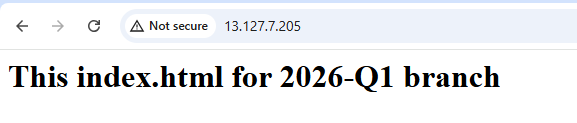 Not secure 13.127.7.205
This index.html for 2026-Q1 branch